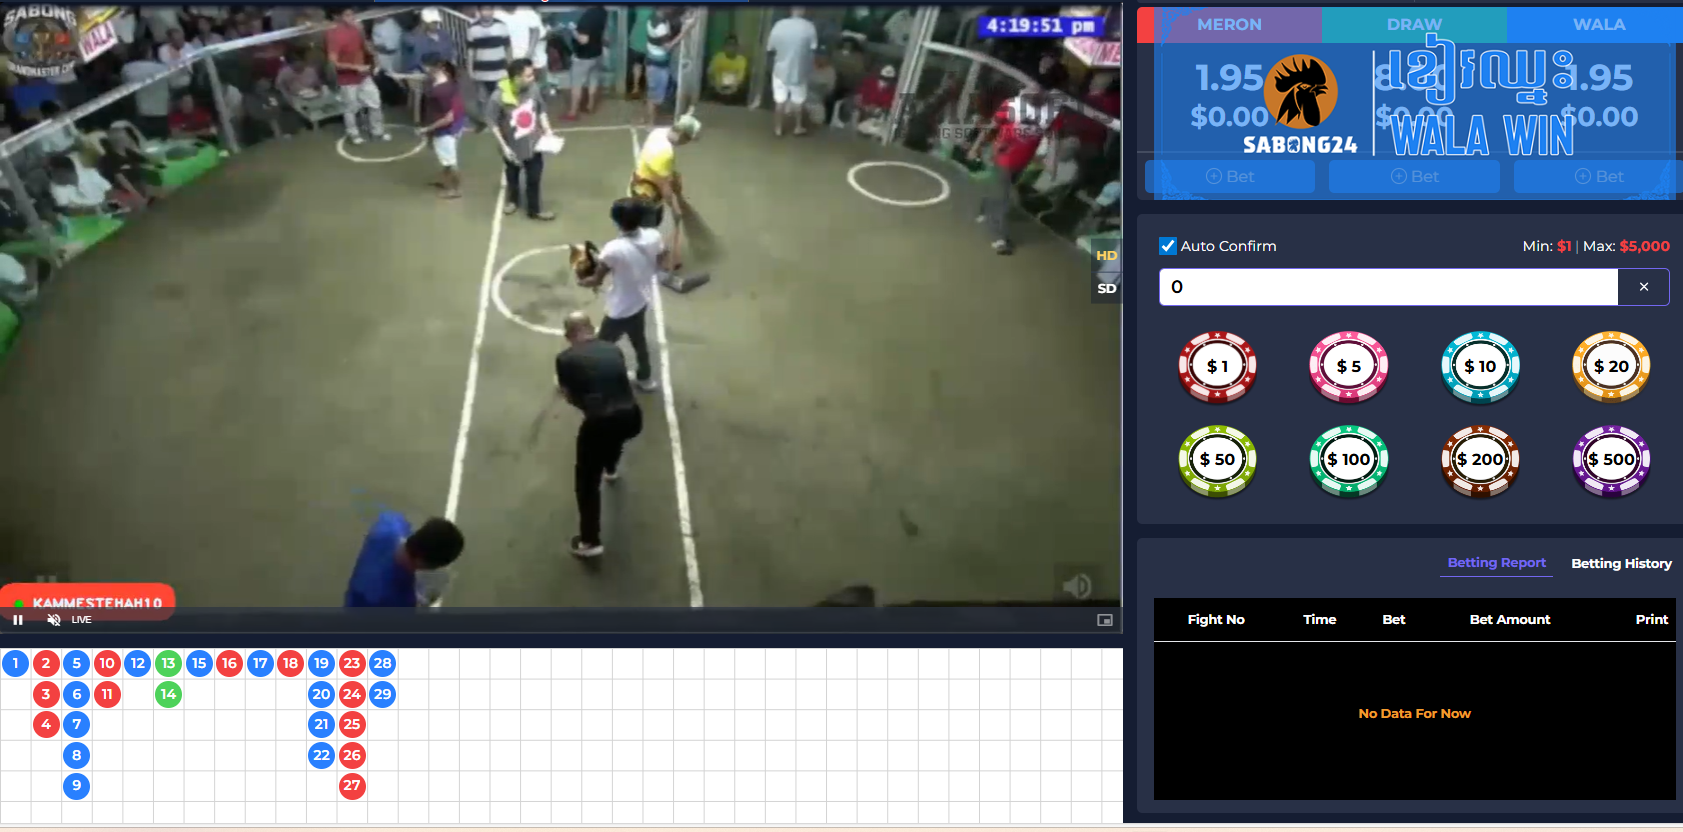 SABONG
WALA
4:19:51 pm
HD
SD
KAMMESTEHAH10
LIVE
MERON
DRAW
WALA
1.95
1.95
$0.00
$0.00
SABONG24
WALA WIN
Bet
Bet
Bet
Auto Confirm
Min: $1 | Max: $5,000
0
×
$ 1
$ 5
$ 10
$ 20
$ 50
$ 100
$ 200
$ 500
Betting Report
Betting History
Fight No Time Bet Bet Amount Print
No Data For Now
1 2 5 10 12 13 15 16 17 18 19 23 28
3 6 11 14 20 24 29
4 7 21 25
8 22 26
9 27